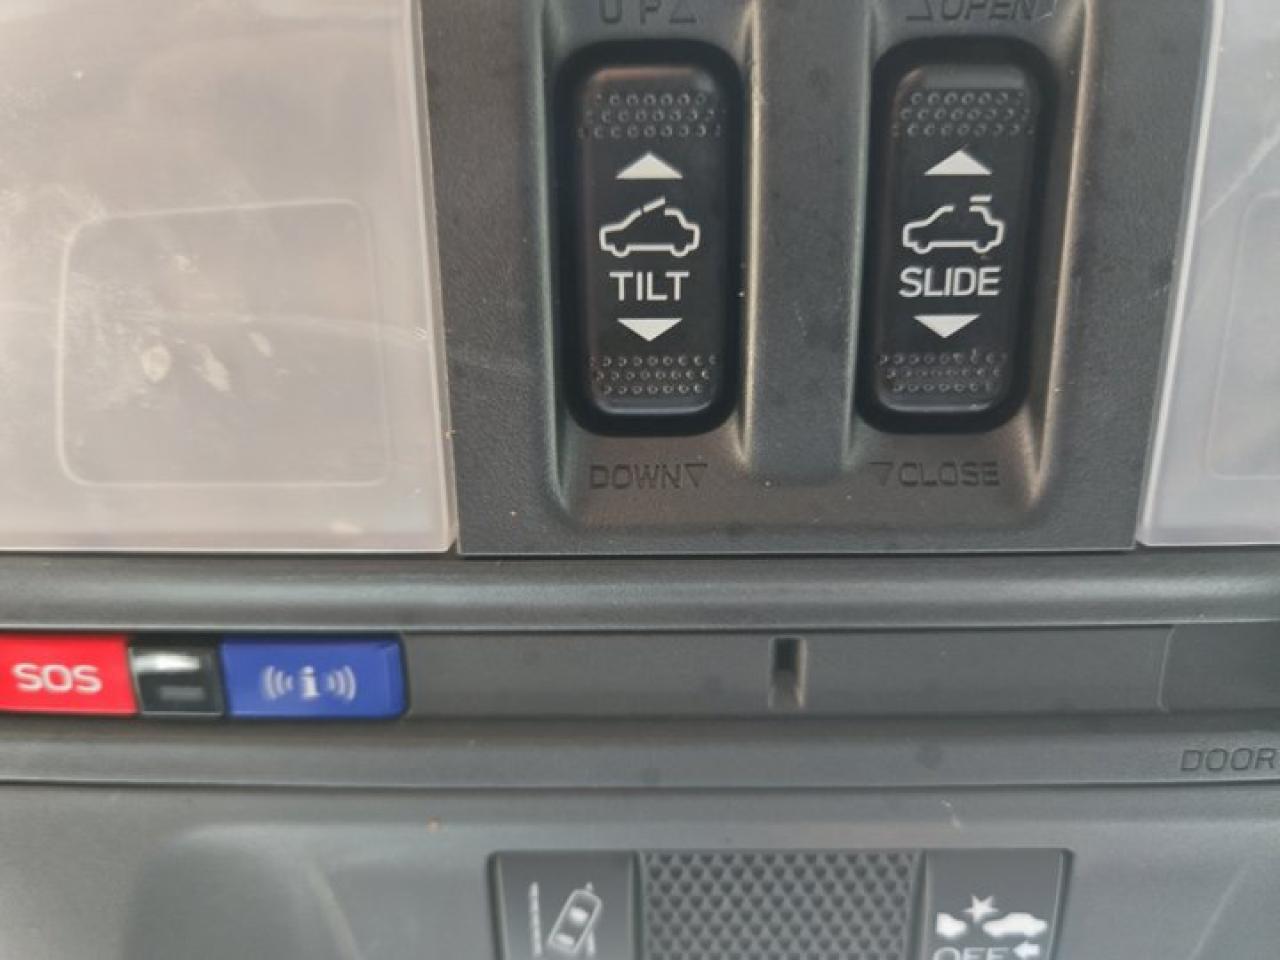 UP△
△OPEN
TILT
SLIDE
DOWN▽
▽CLOSE
SOS
i
DOOR
OFF